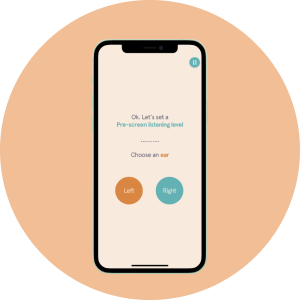 Ok. Let's set a
Pre-screen listening level
Choose an ear
Left
Right